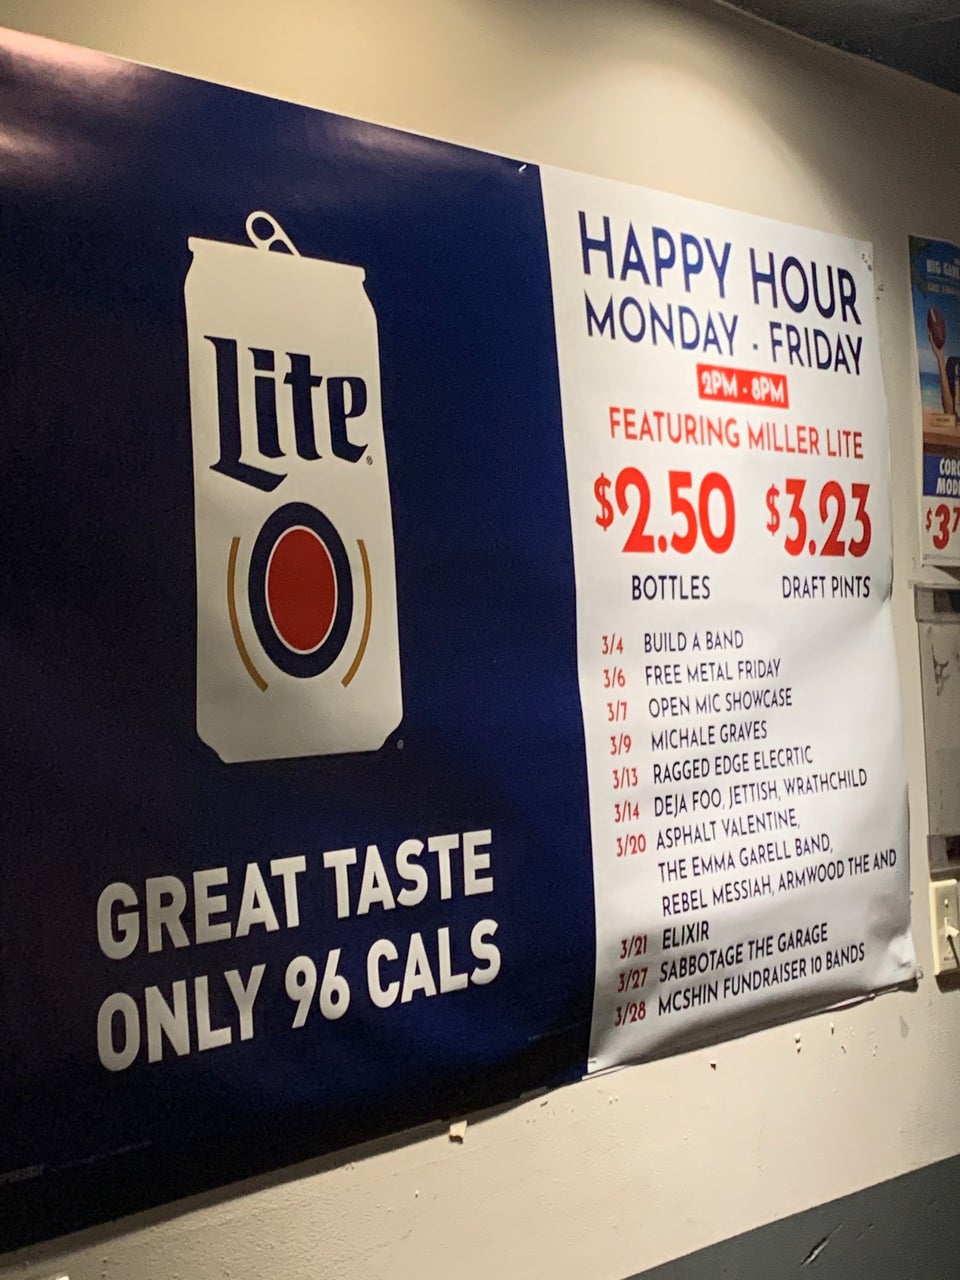 Lite
GREAT TASTE
ONLY 96 CALS
HAPPY HOUR
MONDAY - FRIDAY
2PM - 8PM
FEATURING MILLER LITE
$2.50 $3.23
BOTTLES DRAFT PINTS
3/4 BUILD A BAND
3/6 FREE METAL FRIDAY
3/7 OPEN MIC SHOWCASE
3/9 MICHALE GRAVES
3/13 RAGGED EDGE ELECRTIC
3/14 DEJA FOO, JETTISH, WRATHCHILD
3/20 ASPHALT VALENTINE,
THE EMMA GARELL BAND,
REBEL MESSIAH, ARMWOOD THE AND
3/21 ELIXIR
3/27 SABBOTAGE THE GARAGE
3/28 MCSHIN FUNDRAISER 10 BANDS
BIG
CORO
MOD
$37